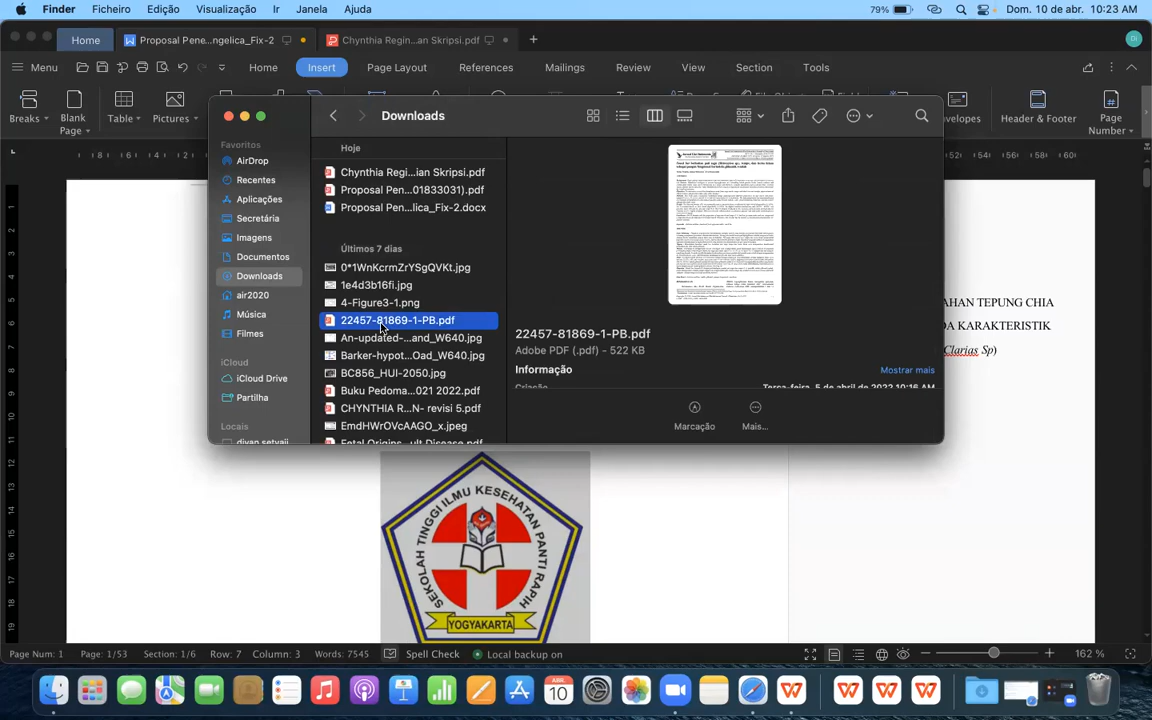 Finder Ficheiro Edição Visualização Ir Janela Ajuda 79% Dom. 10 de abr. 10:23 AM
Home Proposal Pene...ngelica_Fix-2 Chynthia Regin...an Skripsi.pdf
Menu Home Insert Page Layout References Mailings Review View Section Tools
Breaks Blank Page Table Pictures Header & Footer Page Number
Downloads
Favoritos
AirDrop
Recentes
Aplicações
Secretária
Imagens
Documentos
Downloads
air2020
Música
Filmes
iCloud
iCloud Drive
Partilha
Locais
Hoje
Chynthia Regi...ian Skripsi.pdf
Proposal Pen...01833031).pdf
Proposal Pen...lica_Fix-2.docx
Últimos 7 dias
0*1WnKcrmZrYSgQVKt.jpg
1e4d3b16fi.jpg
4-Figure3-1.png
22457-81869-1-PB.pdf
An-updated-...and_W640.jpg
Barker-hypot...Oad_W640.jpg
BC856_HUI-2050.jpg
Buku Pedoma...021 2022.pdf
CHYNTHIA R...N- revisi 5.pdf
EmdHWrOVcAAGO_x.jpeg
Fetal Origins...ult Disease.pdf
22457-81869-1-PB.pdf
Adobe PDF (.pdf) - 522 KB
Informação Mostrar mais
Criação Terça-feira, 5 de abril de 2022 10:16 AM
Marcação Mais...
AHAN TEPUNG CHIA
DA KARAKTERISTIK
Clarias Sp)
SEKOLAH TINGGI ILMU KESEHATAN PANTI RAPIH
YOGYAKARTA
Page Num: 1 Page: 1/53 Section: 1/6 Row: 7 Column: 3 Words: 7545 Spell Check Local backup on 162 %
ABR. 10